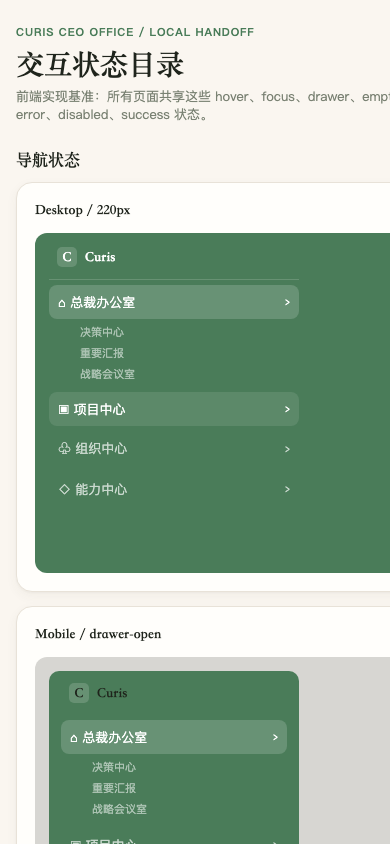 CURIS CEO OFFICE / LOCAL HANDOFF
交互状态目录
前端实现基准：所有页面共享这些 hover、focus、drawer、
error、disabled、success 状态。
导航状态
Desktop / 220px
C Curis
总裁办公室 ›
决策中心
重要汇报
战略会议室
项目中心 ›
组织中心 ›
能力中心 ›
Mobile / drawer-open
C Curis
总裁办公室 ›
决策中心
重要汇报
战略会议室
项目中心 ›